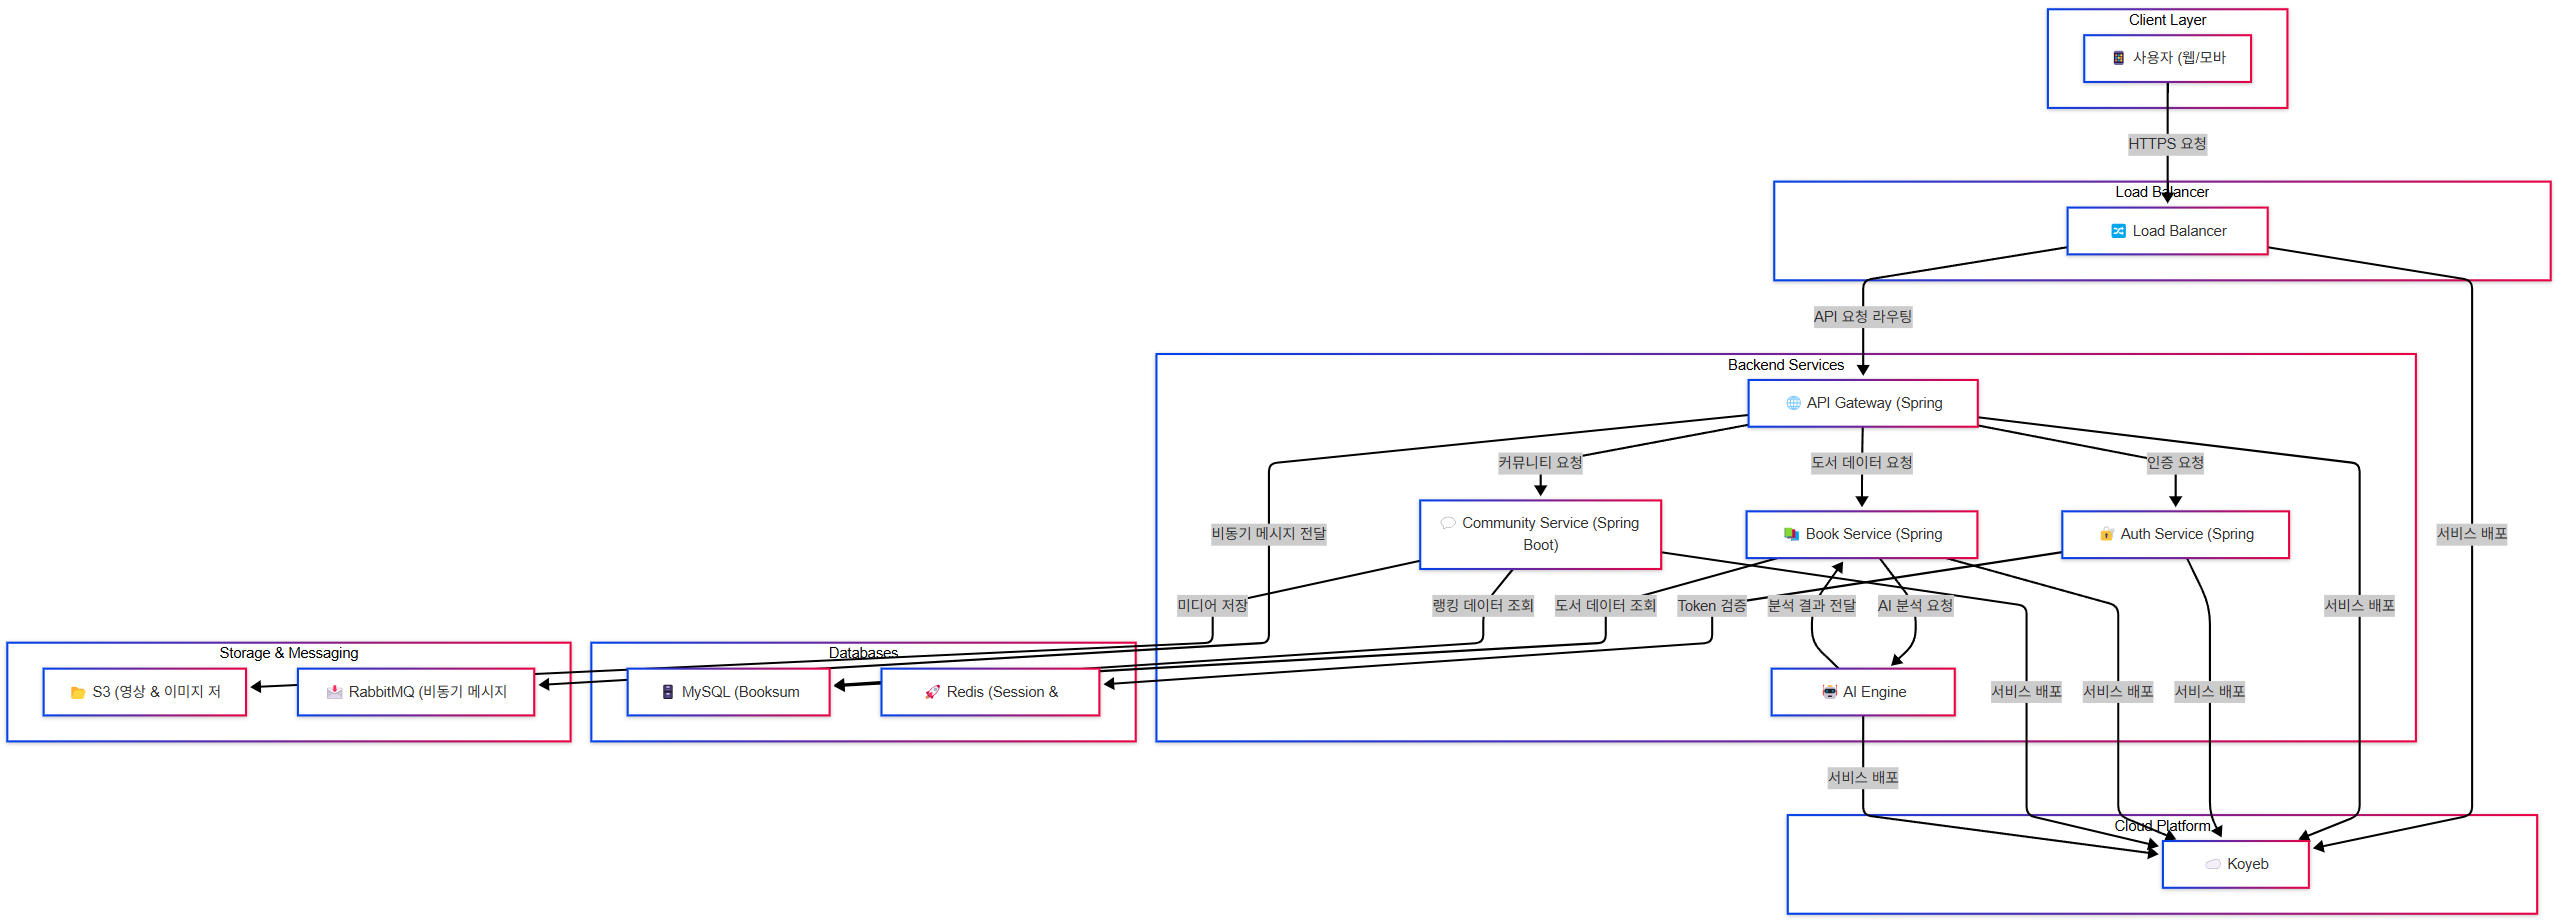 Client Layer
사용자 (웹/모바
HTTPS 요청
Load Balancer
Load Balancer
API 요청 라우팅
Backend Services
API Gateway (Spring
커뮤니티 요청
도서 데이터 요청
인증 요청
비동기 메시지 전달
Community Service (Spring
Boot)
Book Service (Spring
Auth Service (Spring
서비스 배포
미디어 저장
랭킹 데이터 조회
도서 데이터 조회
Token 검증
분석 결과 전달
AI 분석 요청
서비스 배포
Storage & Messaging
S3 (영상 & 이미지 저
RabbitMQ (비동기 메시지
Databases
MySQL (Booksum
Redis (Session &
AI Engine
서비스 배포
서비스 배포
서비스 배포
서비스 배포
Cloud Platform
Koyeb